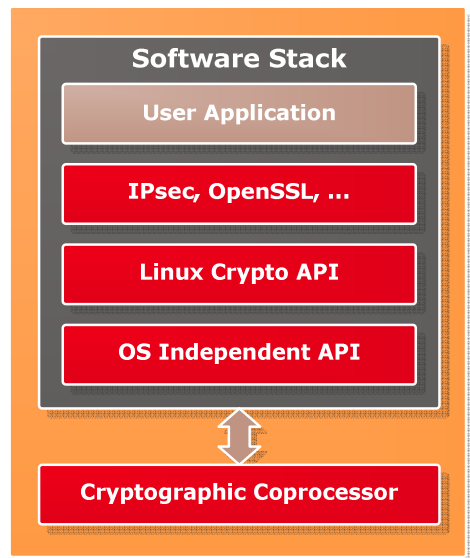 Software Stack
User Application
IPsec, OpenSSL, ...
Linux Crypto API
OS Independent API
Cryptographic Coprocessor